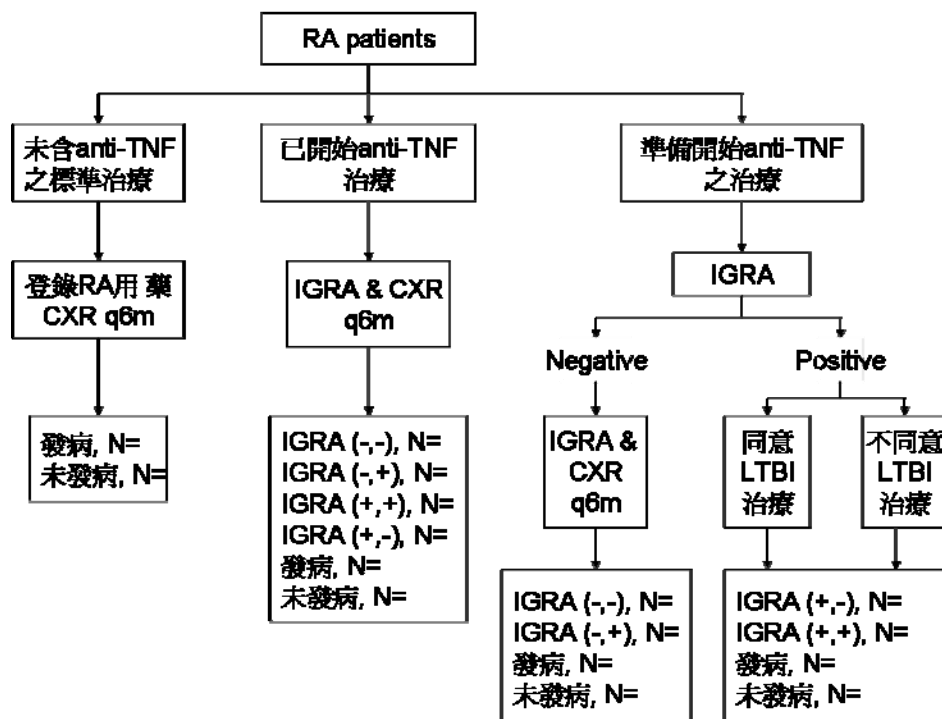 RA patients
未含anti-TNF
之標準治療
已開始anti-TNF
治療
準備開始anti-TNF
之治療
登錄RA用 藥
CXR q6m
IGRA & CXR
q6m
IGRA
Negative
Positive
發病, N=
未發病, N=
IGRA (-,-), N=
IGRA (-,+), N=
IGRA (+,+), N=
IGRA (+,-), N=
發病, N=
未發病, N=
IGRA &
CXR
q6m
同意
LTBI
治療
不同意
LTBI
治療
IGRA (-,-), N=
IGRA (-,+), N=
發病, N=
未發病, N=
IGRA (+,-), N=
IGRA (+,+), N=
發病, N=
未發病, N=